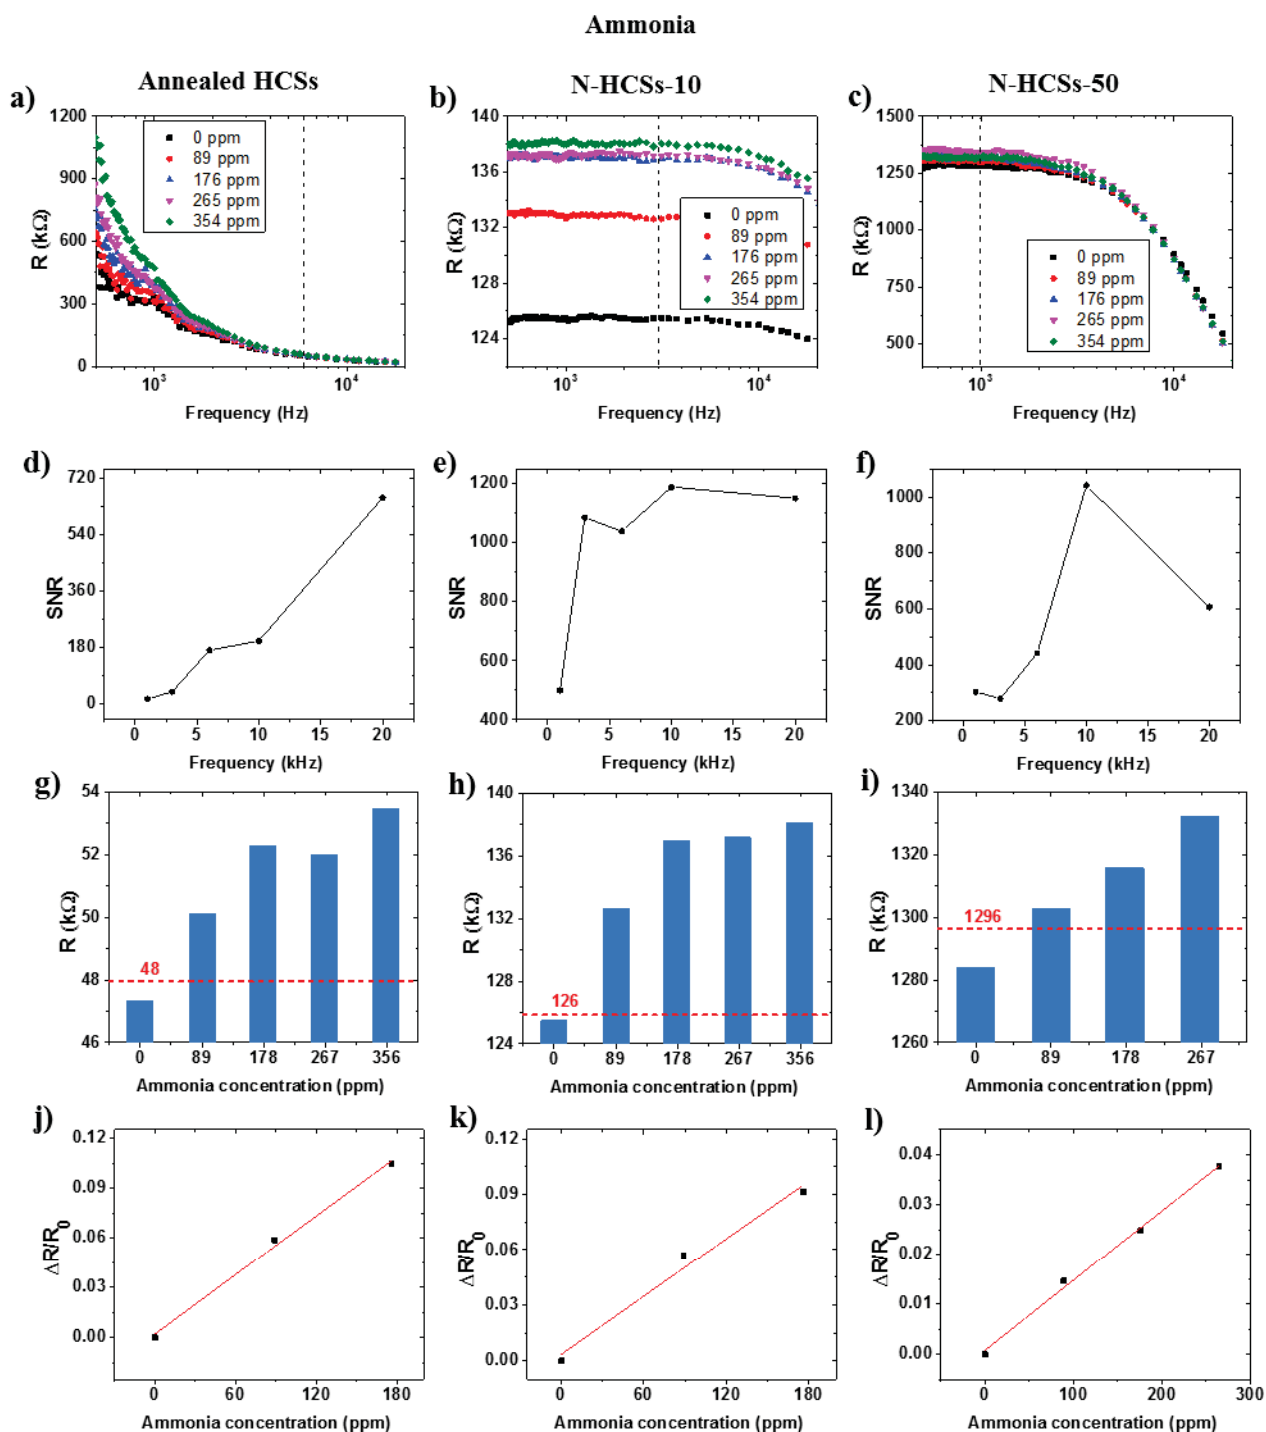 Ammonia
Annealed HCSs
N-HCSs-10
N-HCSs-50
a)
1200
900
600
300
0
R (kΩ)
0 ppm
89 ppm
176 ppm
265 ppm
354 ppm
10³
10⁴
Frequency (Hz)
b)
140
136
132
128
124
R (kΩ)
0 ppm
89 ppm
176 ppm
265 ppm
354 ppm
10³
10⁴
Frequency (Hz)
c)
1500
1250
1000
750
500
R (kΩ)
0 ppm
89 ppm
176 ppm
265 ppm
354 ppm
10³
10⁴
Frequency (Hz)
d)
720
540
360
180
0
SNR
0 5 10 15 20
Frequency (kHz)
e)
1200
1000
800
600
400
SNR
0 5 10 15 20
Frequency (kHz)
f)
1000
800
600
400
200
SNR
0 5 10 15 20
Frequency (kHz)
g)
54
52
50
48
46
R (kΩ)
48
0 89 178 267 356
Ammonia concentration (ppm)
h)
140
136
132
128
124
R (kΩ)
126
0 89 178 267 356
Ammonia concentration (ppm)
i)
1340
1320
1300
1280
1260
R (kΩ)
1296
0 89 178 267
Ammonia concentration (ppm)
j)
0.12
0.09
0.06
0.03
0.00
ΔR/R₀
0 60 120 180
Ammonia concentration (ppm)
k)
0.12
0.09
0.06
0.03
0.00
ΔR/R₀
0 60 120 180
Ammonia concentration (ppm)
l)
0.04
0.03
0.02
0.01
0.00
ΔR/R₀
0 100 200 300
Ammonia concentration (ppm)